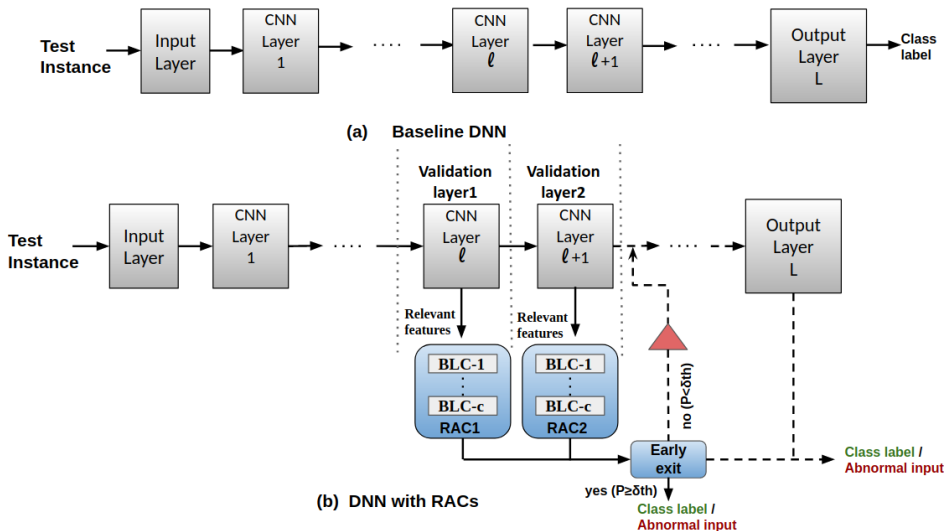 Test
Instance
Input
Layer
CNN
Layer
1
....
CNN
Layer
ℓ
CNN
Layer
ℓ+1
....
Output
Layer
L
Class
label
(a) Baseline DNN
Validation
layer1
Validation
layer2
Test
Instance
Input
Layer
CNN
Layer
1
....
CNN
Layer
ℓ
CNN
Layer
ℓ+1
....
Output
Layer
L
Relevant
features
Relevant
features
BLC-1
BLC-c
RAC1
BLC-1
BLC-c
RAC2
no (P<δth)
Early
exit
Class label /
Abnormal input
yes (P≥δth)
Class label /
Abnormal input
(b) DNN with RACs